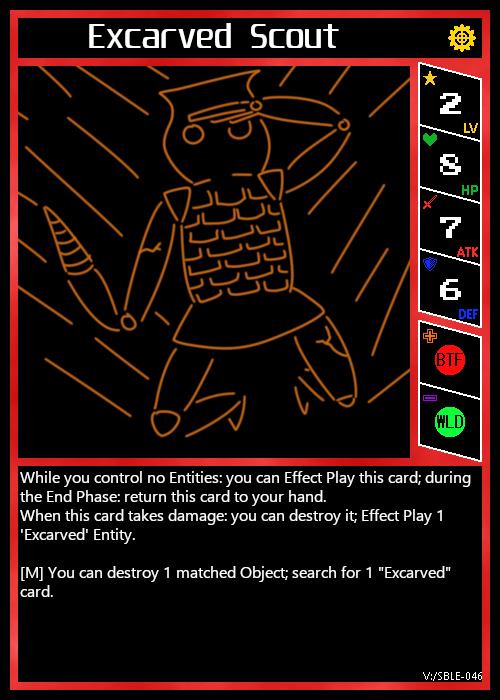 Excarved Scout
2
LV
8
HP
7
ATK
6
DEF
BTF
WLD
While you control no Entities: you can Effect Play this card; during
the End Phase: return this card to your hand.
When this card takes damage: you can destroy it; Effect Play 1
'Excarved' Entity.
[M] You can destroy 1 matched Object; search for 1 "Excarved"
card.
V:/SBLE-046